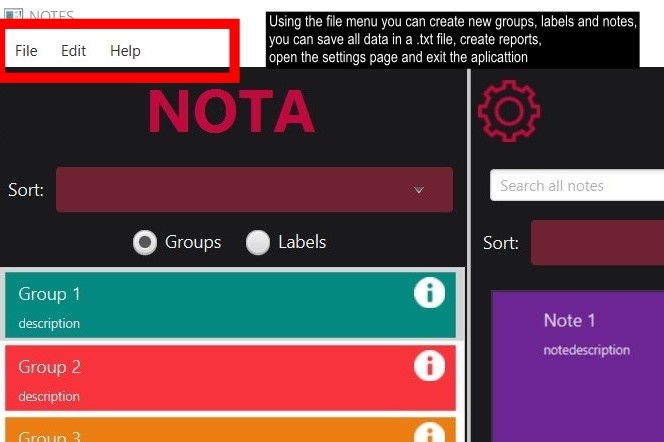 NOTES
Using the file menu you can create new groups, labels and notes,
you can save all data in a .txt file, create reports,
open the settings page and exit the aplicattion
File Edit Help
NOTA
Sort:
Groups Labels
Group 1
description
Group 2
description
Group 3
Search all notes
Sort:
Note 1
notedescription